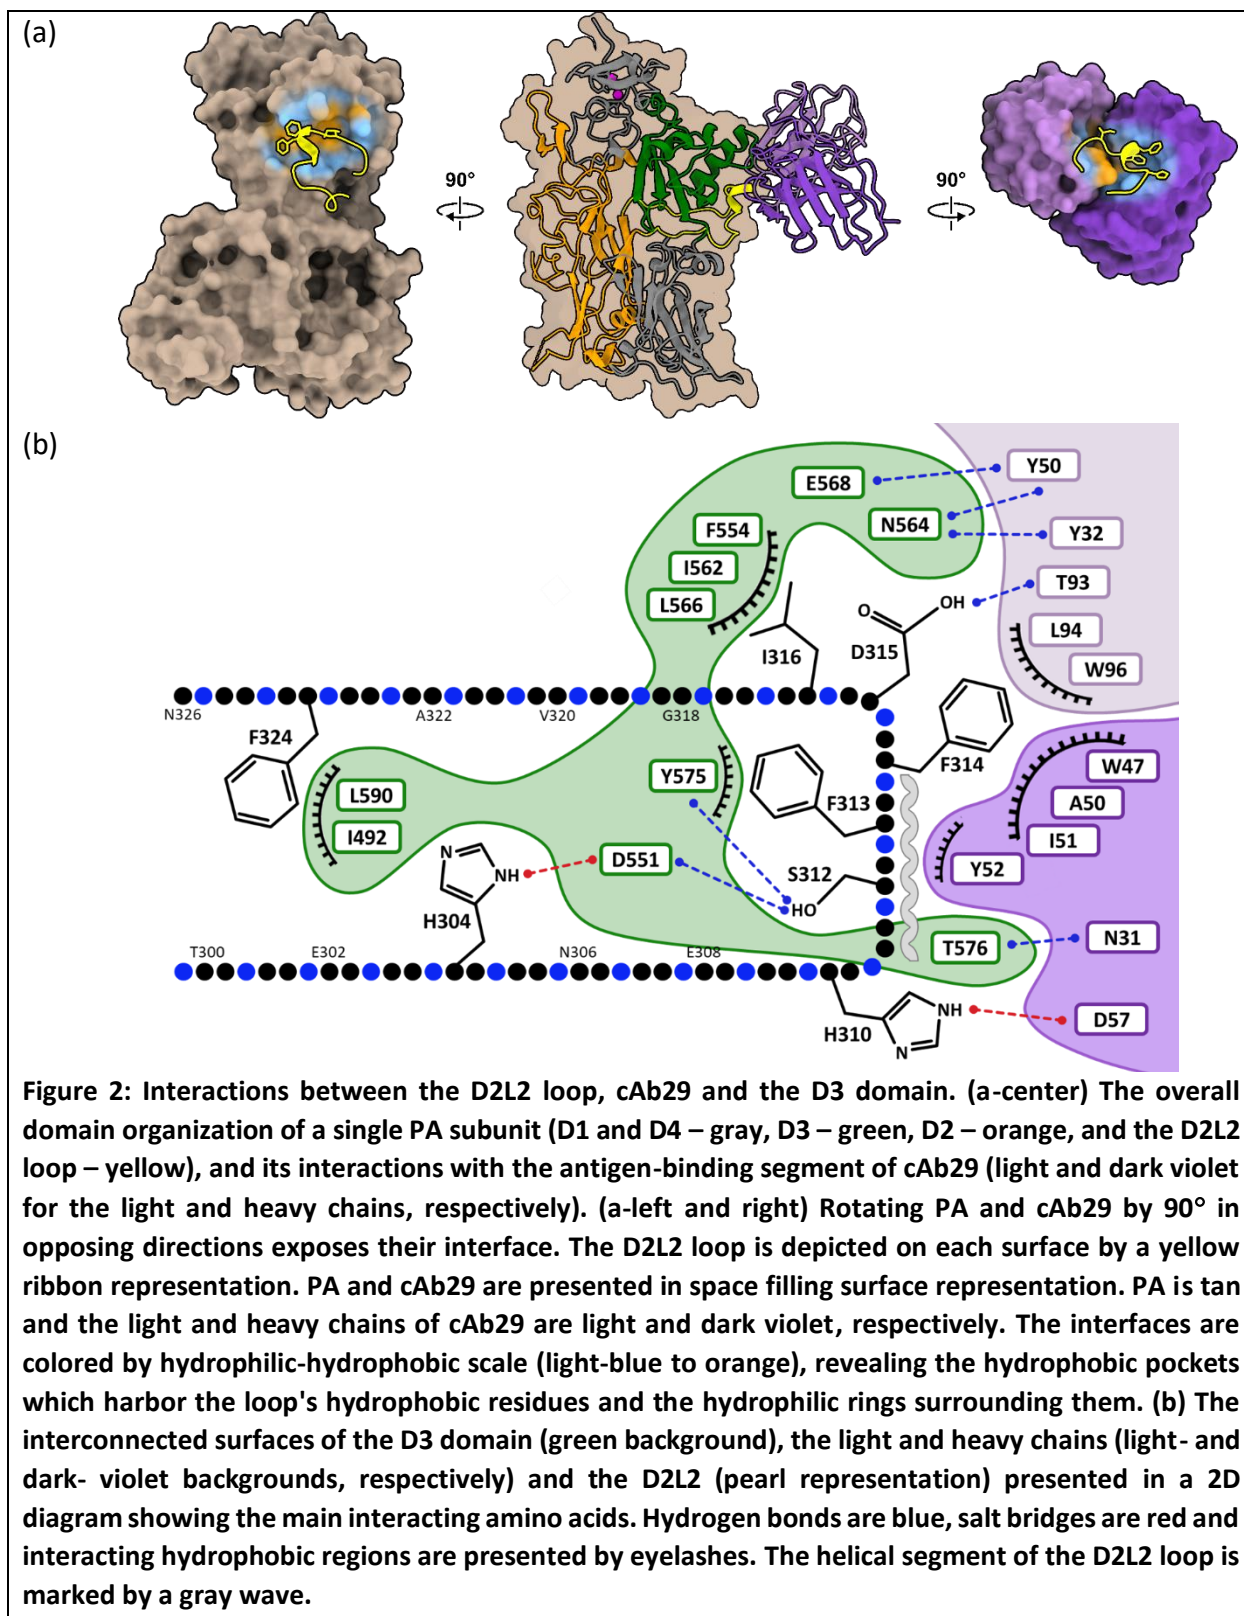 (a)
90°
90°
(b)
E568
Y50
N564
Y32
F554
I562
T93
L566
O
OH
L94
I316
D315
W96
N326
A322
V320
G318
F324
F314
W47
Y575
L590
F313
A50
I492
I51
N
D551
S312
Y52
NH
HO
H304
T300
E302
N306
E308
T576
N31
NH
D57
H310
N
Figure 2: Interactions between the D2L2 loop, cAb29 and the D3 domain. (a-center) The overall
domain organization of a single PA subunit (D1 and D4 – gray, D3 – green, D2 – orange, and the D2L2
loop – yellow), and its interactions with the antigen-binding segment of cAb29 (light and dark violet
for the light and heavy chains, respectively). (a-left and right) Rotating PA and cAb29 by 90° in
opposing directions exposes their interface. The D2L2 loop is depicted on each surface by a yellow
ribbon representation. PA and cAb29 are presented in space filling surface representation. PA is tan
and the light and heavy chains of cAb29 are light and dark violet, respectively. The interfaces are
colored by hydrophilic-hydrophobic scale (light-blue to orange), revealing the hydrophobic pockets
which harbor the loop's hydrophobic residues and the hydrophilic rings surrounding them. (b) The
interconnected surfaces of the D3 domain (green background), the light and heavy chains (light- and
dark- violet backgrounds, respectively) and the D2L2 (pearl representation) presented in a 2D
diagram showing the main interacting amino acids. Hydrogen bonds are blue, salt bridges are red and
interacting hydrophobic regions are presented by eyelashes. The helical segment of the D2L2 loop is
marked by a gray wave.